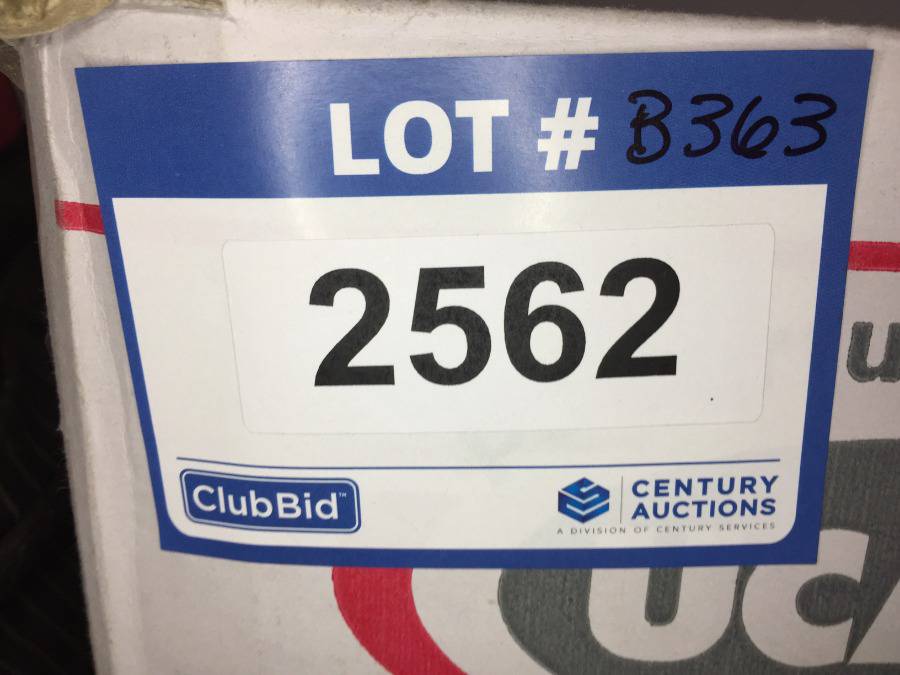 LOT # B363
2562
ClubBid™
CENTURY
AUCTIONS
A DIVISION OF CENTURY SERVICES